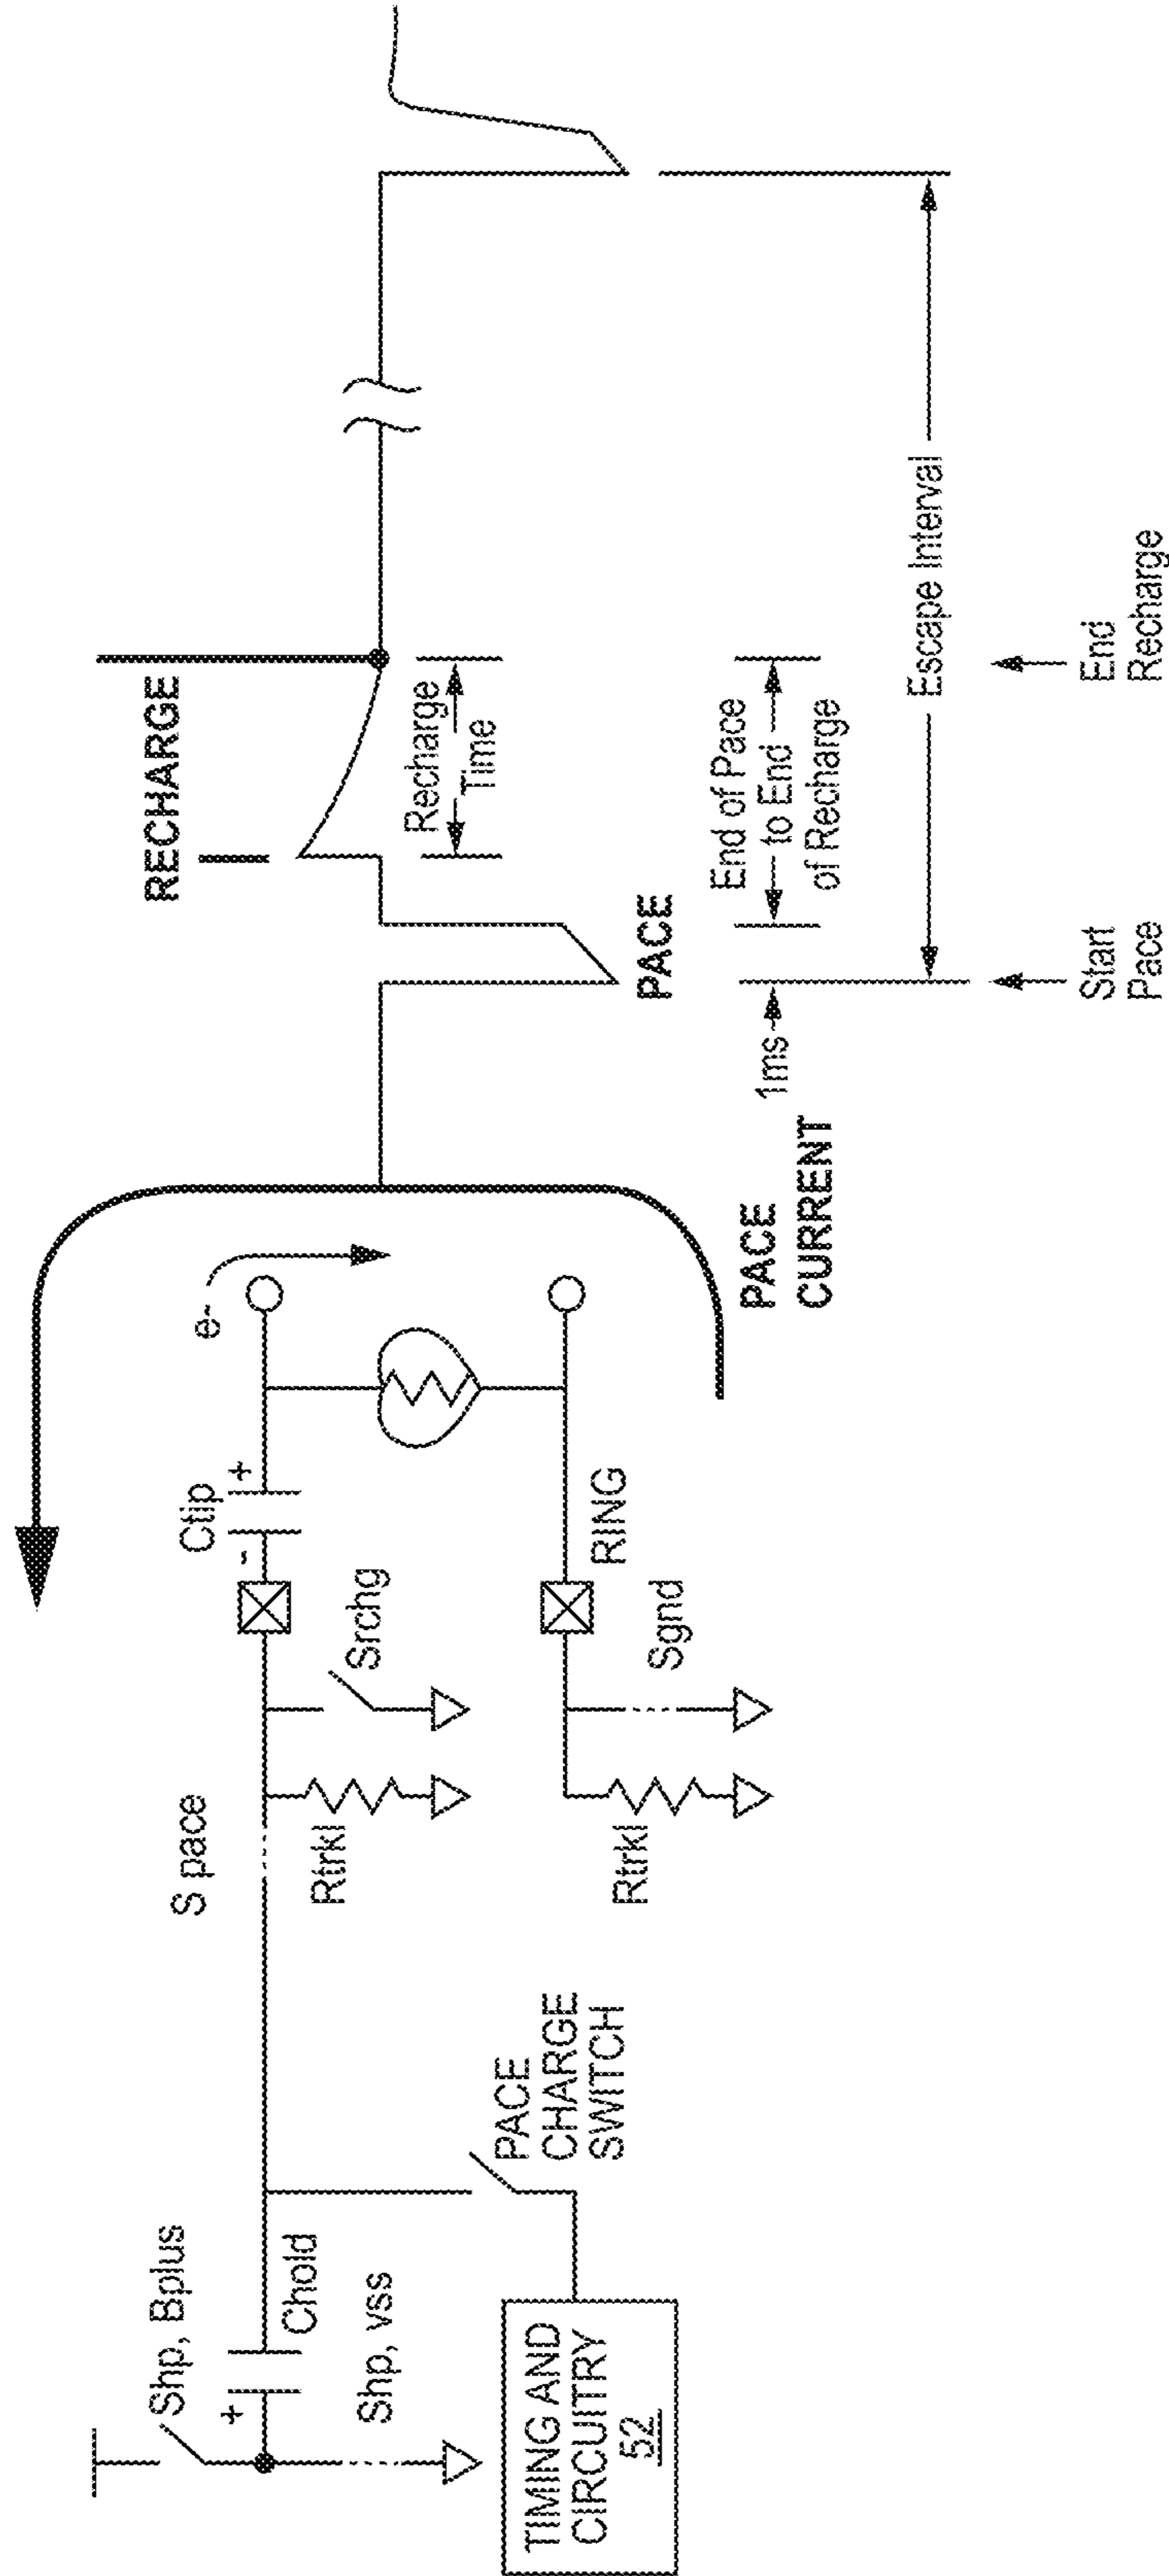 Shp, Bplus
+
Chold
Shp, vss
TIMING AND
CIRCUITRY
52
PACE
CHARGE
SWITCH
S pace
Rtrkl
Rtrkl
Srchg
Sgnd
Ctip
- +
RING
e-
PACE
CURRENT
RECHARGE
PACE
Recharge
Time
1ms
End of Pace
to End
of Recharge
Escape Interval
Start
Pace
End
Recharge